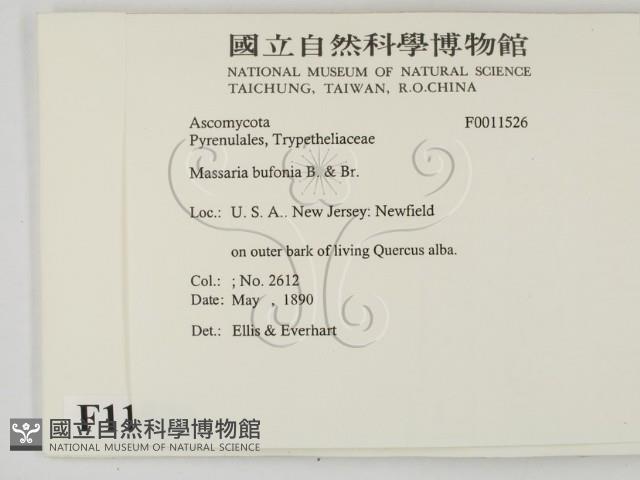 國立自然科學博物館
NATIONAL MUSEUM OF NATURAL SCIENCE
TAICHUNG, TAIWAN, R.O.CHINA
Ascomycota F0011526
Pyrenulales, Trypetheliaceae
Massaria bufonia B. & Br.
Loc.: U. S. A.. New Jersey: Newfield
on outer bark of living Quercus alba.
Col.: ; No. 2612
Date: May , 1890
Det.: Ellis & Everhart
F11
國立自然科學博物館
NATIONAL MUSEUM OF NATURAL SCIENCE